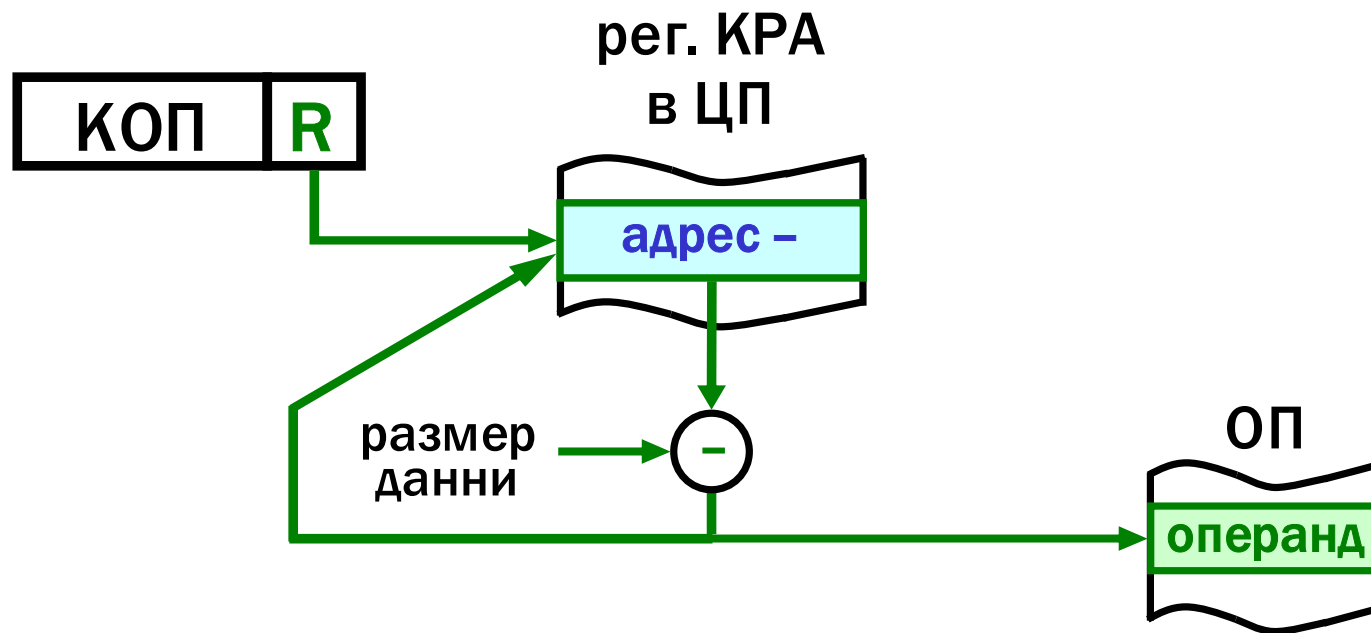 рег. КРА
в ЦП
КОП R
адрес –
размер
данни
–
ОП
операнд